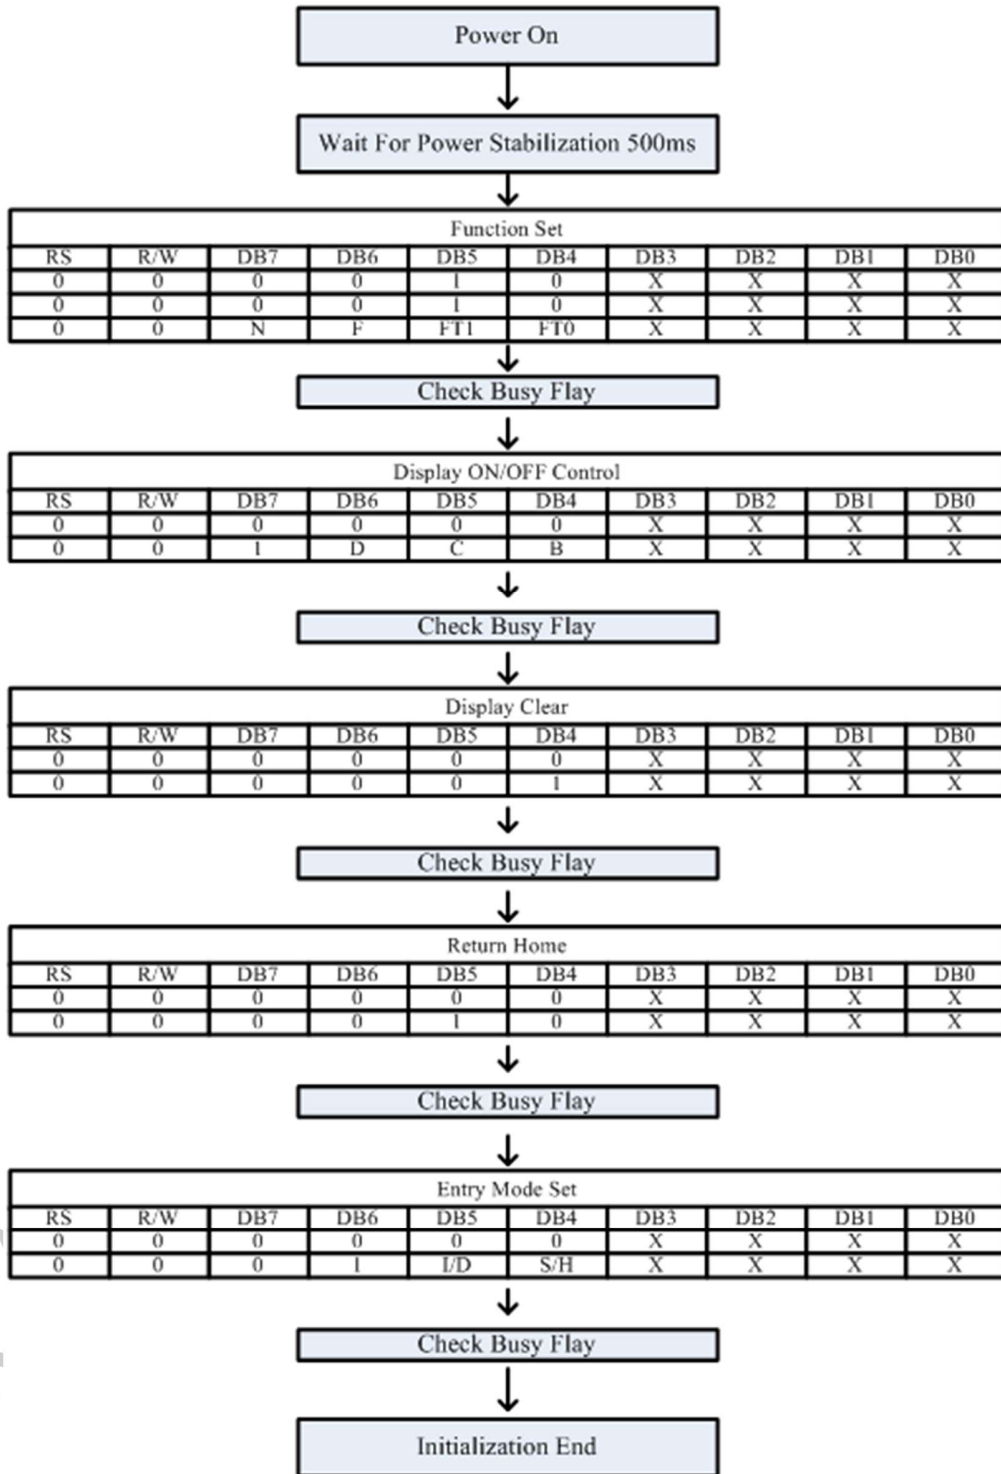 Power On
Wait For Power Stabilization 500ms
Function Set
RS R/W DB7 DB6 DB5 DB4 DB3 DB2 DB1 DB0
0 0 0 0 1 0 X X X X
0 0 0 0 1 0 X X X X
0 0 N F FT1 FT0 X X X X
Check Busy Flay
Display ON/OFF Control
RS R/W DB7 DB6 DB5 DB4 DB3 DB2 DB1 DB0
0 0 0 0 0 0 X X X X
0 0 1 D C B X X X X
Check Busy Flay
Display Clear
RS R/W DB7 DB6 DB5 DB4 DB3 DB2 DB1 DB0
0 0 0 0 0 0 X X X X
0 0 0 0 0 1 X X X X
Check Busy Flay
Return Home
RS R/W DB7 DB6 DB5 DB4 DB3 DB2 DB1 DB0
0 0 0 0 0 0 X X X X
0 0 0 0 1 0 X X X X
Check Busy Flay
Entry Mode Set
RS R/W DB7 DB6 DB5 DB4 DB3 DB2 DB1 DB0
0 0 0 0 0 0 X X X X
0 0 0 1 I/D S/H X X X X
Check Busy Flay
Initialization End